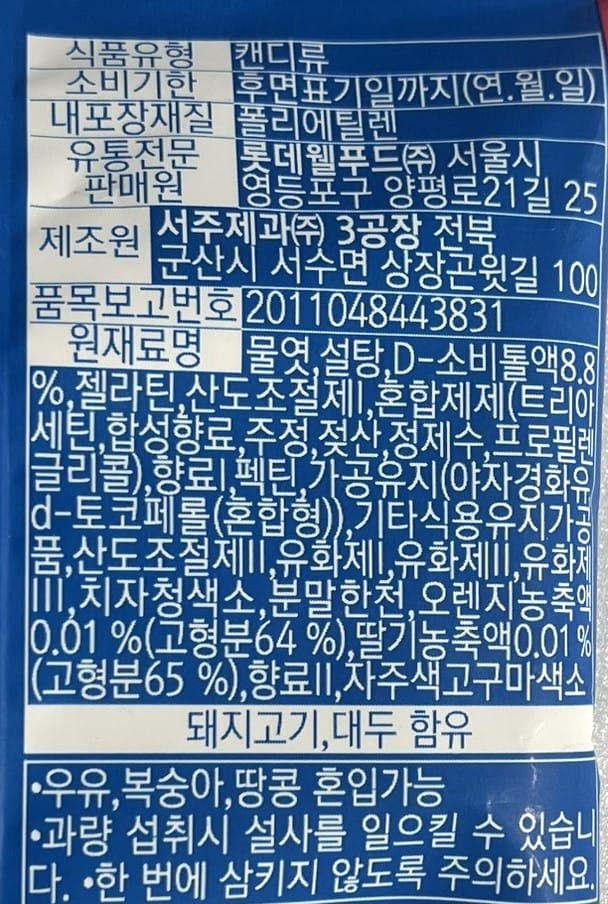 식품유형 캔디류
소비기한 후면표기일까지(연.월.일)
내포장재질 폴리에틸렌
유통전문 롯데웰푸드㈜ 서울시
판매원 영등포구 양평로21길 25
제조원 서주제과㈜ 3공장 전북
군산시 서수면 상장곤윗길 100
품목보고번호 2011048443831
원재료명 물엿,설탕,D-소비톨액8.8
%,젤라틴,산도조절제I,혼합제제(트리아
세틴,합성향료,주정,젖산,정제수,프로필렌
글리콜),향료I,펙틴,가공유지(야자경화유
d-토코페롤(혼합형)),기타식용유지가공
품,산도조절제II,유화제I,유화제II,유화제
III,치자청색소,분말한천,오렌지농축액
0.01 %(고형분64 %),딸기농축액0.01 %
(고형분65 %),향료II,자주색고구마색소
돼지고기,대두 함유
•우유,복숭아,땅콩 혼입가능
•과량 섭취시 설사를 일으킬 수 있습니
다. •한 번에 삼키지 않도록 주의하세요.